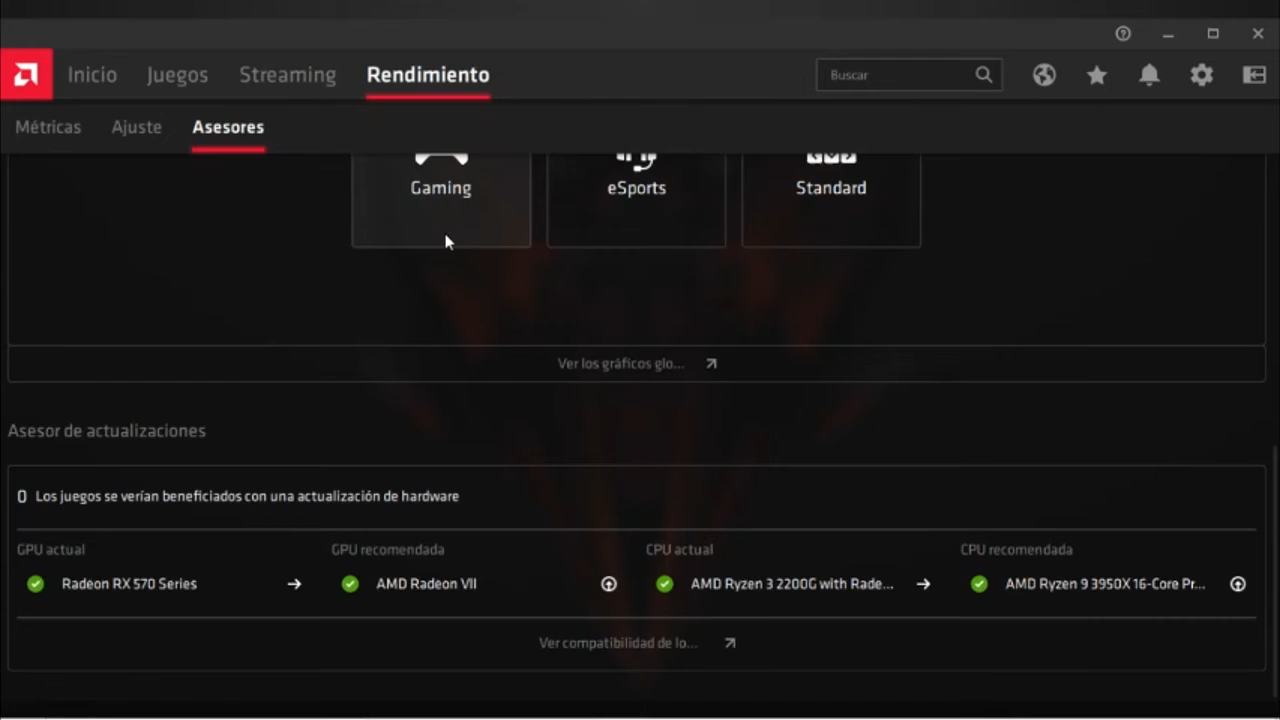 Inicio Juegos Streaming Rendimiento Buscar
Métricas Ajuste Asesores
Gaming eSports Standard
Ver los gráficos glo...
Asesor de actualizaciones
0 Los juegos se verían beneficiados con una actualización de hardware
GPU actual GPU recomendada CPU actual CPU recomendada
Radeon RX 570 Series AMD Radeon VII AMD Ryzen 3 2200G with Rade... AMD Ryzen 9 3950X 16-Core Pr...
Ver compatibilidad de lo...